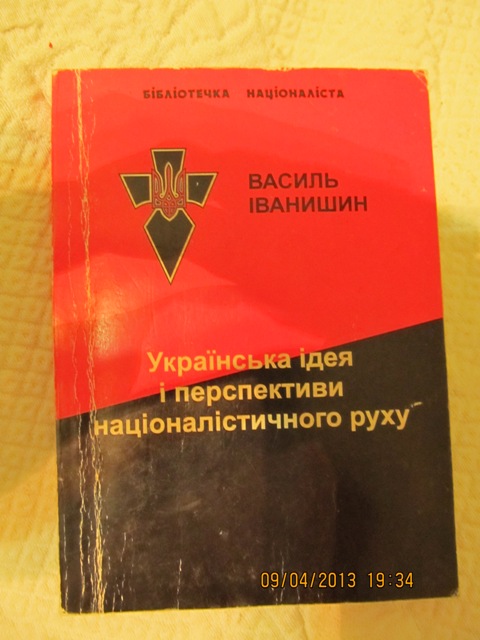 БІБЛІОТЕЧКА НАЦІОНАЛІСТА
ВАСИЛЬ
ІВАНИШИН
Українська ідея
і перспективи
націоналістичного руху
09/04/2013 19:34